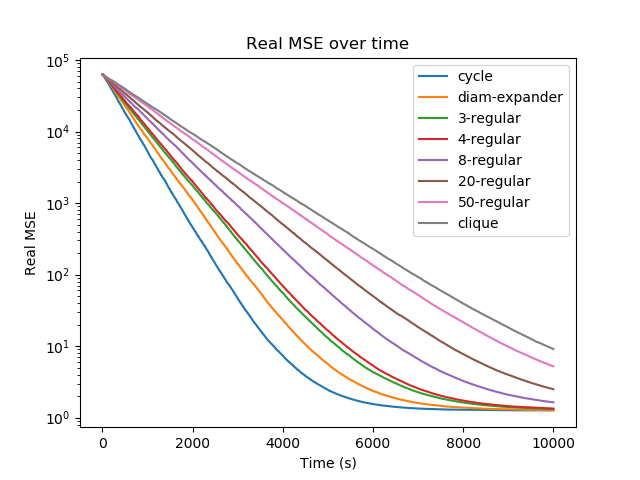 Real MSE over time
Real MSE
10^5
10^4
10^3
10^2
10^1
10^0
cycle
diam-expander
3-regular
4-regular
8-regular
20-regular
50-regular
clique
0 2000 4000 6000 8000 10000
Time (s)